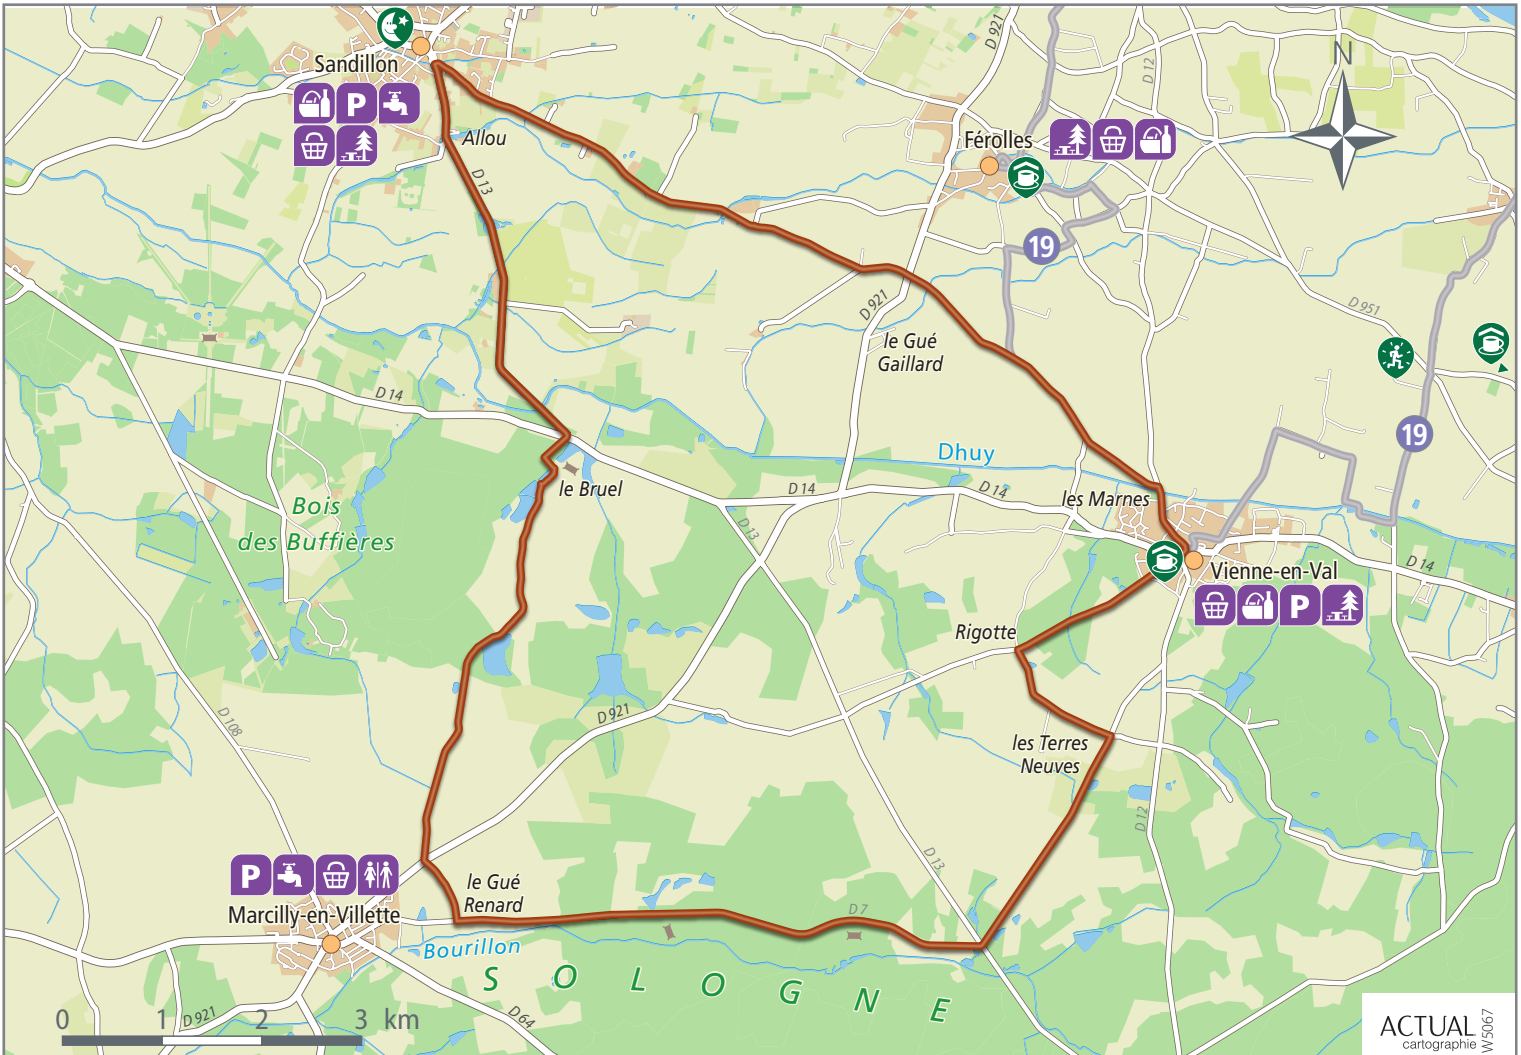 D 921
D 12
N
Sandillon
P
Allou
D 13
Férolles
19
D 951
D 921
le Gué
Gaillard
D 14
19
Dhuy
le Bruel
D 14
D 14
les Marnes
Bois
des Buffières
D 13
D 14
Vienne-en-Val
P
Rigotte
D 108
D 921
les Terres
Neuves
D 12
D 13
P
le Gué
Renard
Marcilly-en-Villette
D 7
Bourillon
SOLOGNE
0 1 2 3 km
D 921
D 64
ACTUAL
cartographie
W5067